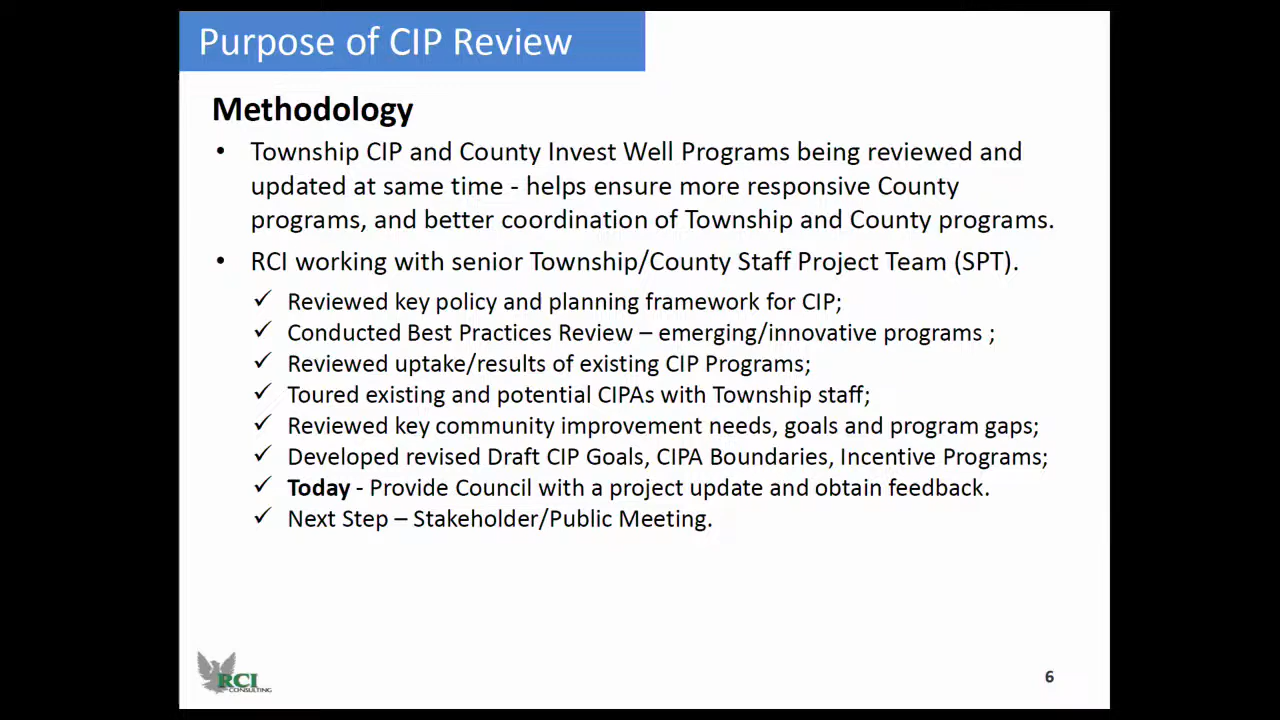 Purpose of CIP Review
Methodology
• Township CIP and County Invest Well Programs being reviewed and
updated at same time - helps ensure more responsive County
programs, and better coordination of Township and County programs.
• RCI working with senior Township/County Staff Project Team (SPT).
✓ Reviewed key policy and planning framework for CIP;
✓ Conducted Best Practices Review – emerging/innovative programs ;
✓ Reviewed uptake/results of existing CIP Programs;
✓ Toured existing and potential CIPAs with Township staff;
✓ Reviewed key community improvement needs, goals and program gaps;
✓ Developed revised Draft CIP Goals, CIPA Boundaries, Incentive Programs;
✓ Today - Provide Council with a project update and obtain feedback.
✓ Next Step – Stakeholder/Public Meeting.
RCI
CONSULTING
6